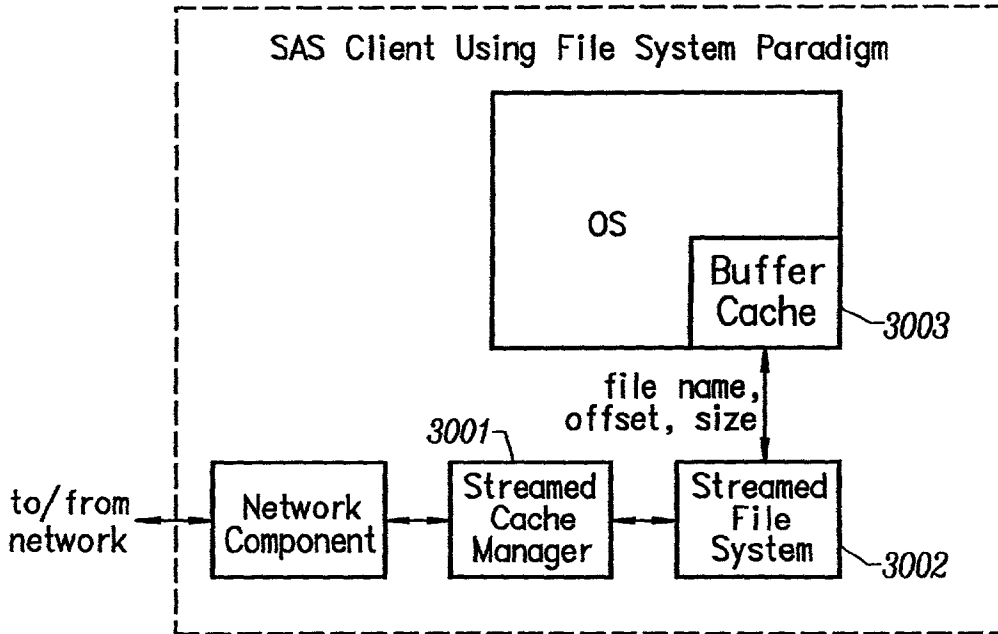 SAS Client Using File System Paradigm
OS
Buffer
Cache
3003
file name,
offset, size
3001
to/from
network
Network
Component
Streamed
Cache
Manager
Streamed
File
System
3002